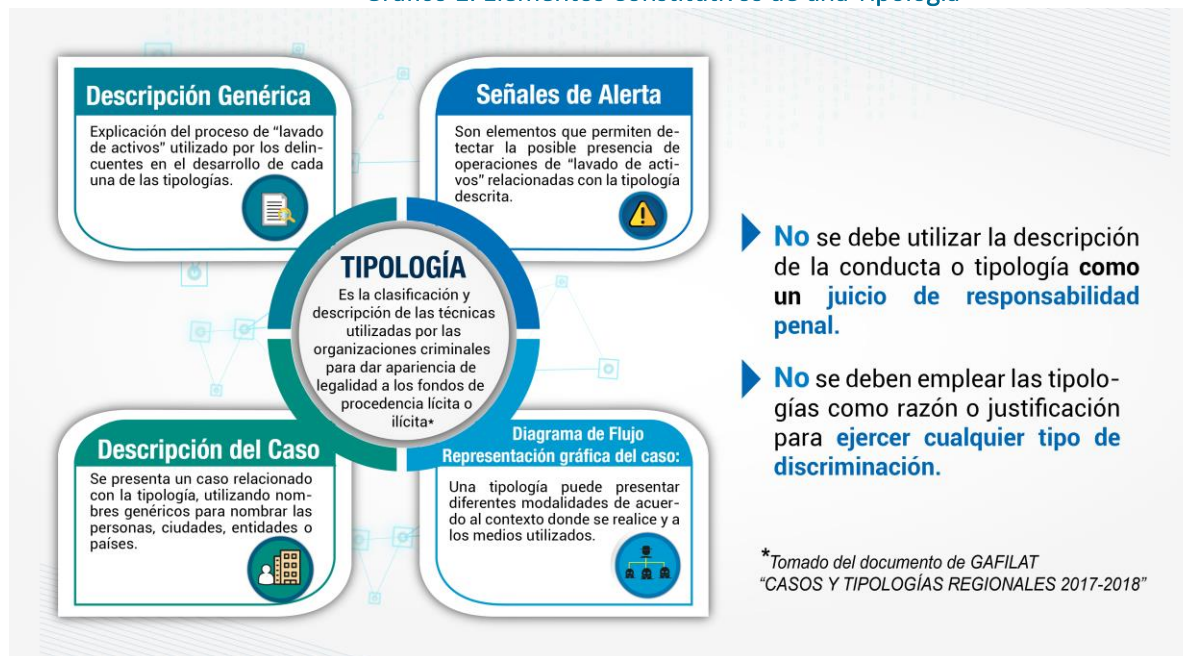 Gráfico 1. Elementos Constitutivos de una Tipología
Descripción Genérica
Explicación del proceso de “lavado
de activos” utilizado por los delin-
cuentes en el desarrollo de cada
una de las tipologías.
Señales de Alerta
Son elementos que permiten de-
tectar la posible presencia de
operaciones de “lavado de acti-
vos” relacionadas con la tipología
descrita.
TIPOLOGÍA
Es la clasificación y
descripción de las técnicas
utilizadas por las
organizaciones criminales
para dar apariencia de
legalidad a los fondos de
procedencia lícita o
ilícita*
Descripción del Caso
Se presenta un caso relacionado
con la tipología, utilizando nom-
bres genéricos para nombrar las
personas, ciudades, entidades o
países.
Diagrama de Flujo
Representación gráfica del caso:
Una tipología puede presentar
diferentes modalidades de acuer-
do al contexto donde se realice y a
los medios utilizados.
No se debe utilizar la descripción
de la conducta o tipología como
un juicio de responsabilidad
penal.
No se deben emplear las tipolo-
gías como razón o justificación
para ejercer cualquier tipo de
discriminación.
*Tomado del documento de GAFILAT
“CASOS Y TIPOLOGÍAS REGIONALES 2017-2018”